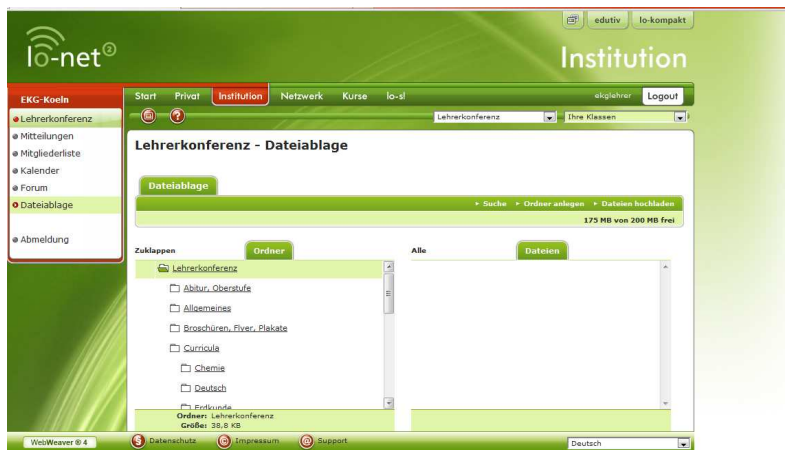 edutiv lo-kompakt
lo-net²
Institution
EKG-Koeln
Start Privat Institution Netzwerk Kurse lo-sl
ekglehrer Logout
Lehrerkonferenz
Mitteilungen
Mitgliederliste
Kalender
Forum
Dateiablage
Abmeldung
Lehrerkonferenz Ihre Klassen
Lehrerkonferenz - Dateiablage
Dateiablage
Suche Ordner anlegen Dateien hochladen
175 MB von 200 MB frei
Zuklappen Ordner Alle Dateien
Lehrerkonferenz
Abitur, Oberstufe
Allgemeines
Broschüren, Flyer, Plakate
Curricula
Chemie
Deutsch
Erdkunde
Ordner: Lehrerkonferenz
Größe: 38,8 KB
WebWeaver ® 4 Datenschutz Impressum Support Deutsch